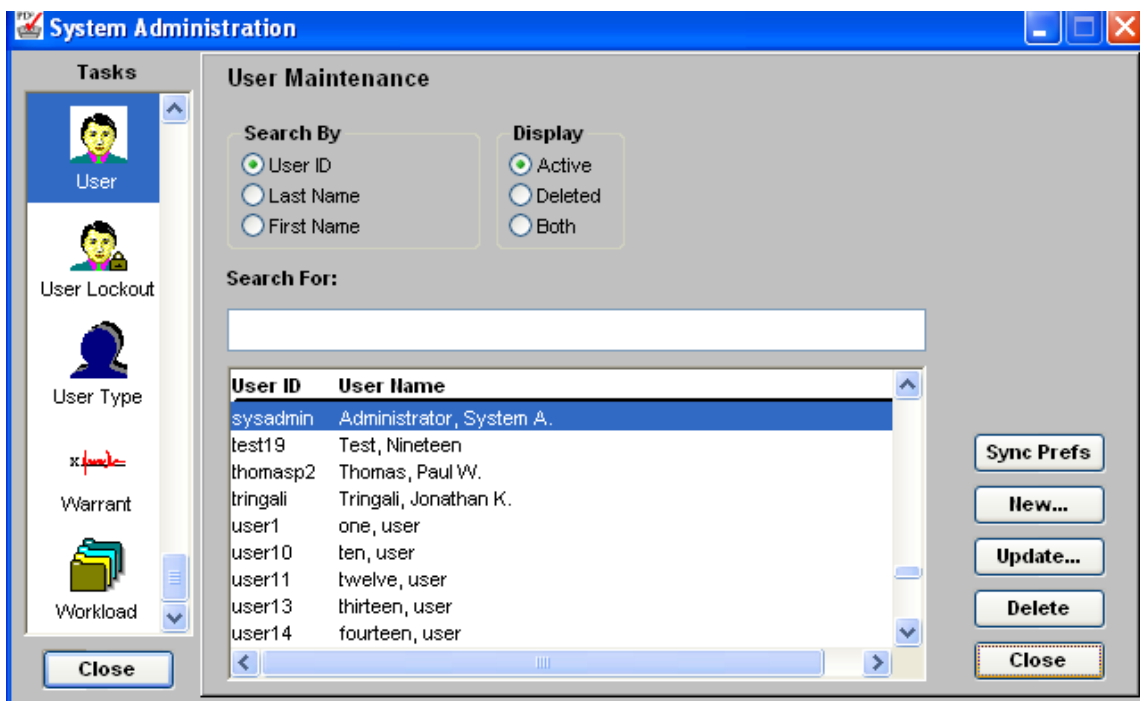 System Administration
Tasks
User
User Lockout
User Type
Warrant
Workload
Close
User Maintenance
Search By
User ID
Last Name
First Name
Display
Active
Deleted
Both
Search For:
User ID User Name
sysadmin Administrator, System A.
test19 Test, Nineteen
thomasp2 Thomas, Paul W.
tringali Tringali, Jonathan K.
user1 one, user
user10 ten, user
user11 twelve, user
user13 thirteen, user
user14 fourteen, user
Sync Prefs
New...
Update...
Delete
Close